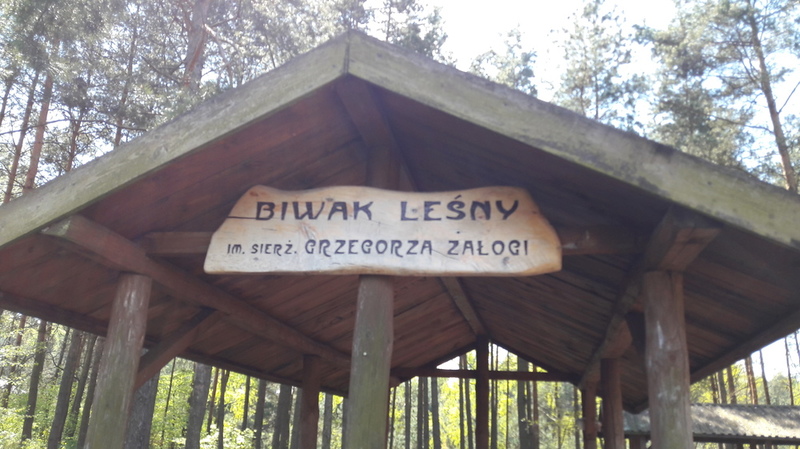 BIWAK LEŚNY
IM. SIERŻ. GRZEGORZA ZAŁOGI